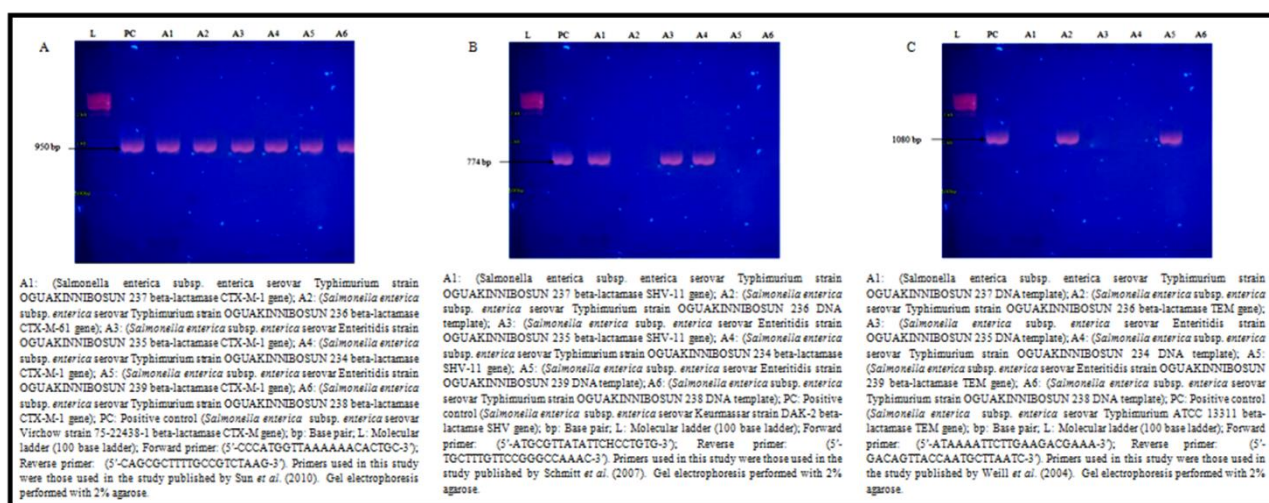 A
L PC A1 A2 A3 A4 A5 A6
950 bp
A1: (Salmonella enterica subsp. enterica serovar Typhimurium strain
OGUAKINNIBOSUN 237 beta-lactamase CTX-M-1 gene); A2: (Salmonella enterica
subsp. enterica serovar Typhimurium strain OGUAKINNIBOSUN 236 beta-lactamase
CTX-M-61 gene); A3: (Salmonella enterica subsp. enterica serovar Enteritidis strain
OGUAKINNIBOSUN 235 beta-lactamase CTX-M-1 gene); A4: (Salmonella enterica
subsp. enterica serovar Typhimurium strain OGUAKINNIBOSUN 234 beta-lactamase
CTX-M-1 gene); A5: (Salmonella enterica subsp. enterica serovar Enteritidis strain
OGUAKINNIBOSUN 239 beta-lactamase CTX-M-1 gene); A6: (Salmonella enterica
subsp. enterica serovar Typhimurium strain OGUAKINNIBOSUN 238 beta-lactamase
CTX-M-1 gene); PC: Positive control (Salmonella enterica subsp. enterica serovar
Virchow strain 75-22438-1 beta-lactamase CTX-M gene); bp: Base pair; L: Molecular
ladder (100 base ladder); Forward primer: (5'-CCCATGGTTAAAAAACACTGC-3');
Reverse primer: (5'-CAGCGCTTTTGCCGTCTAAG-3'). Primers used in this study
were those used in the study published by Sun et al. (2010). Gel electrophoresis
performed with 2% agarose.
B
L PC A1 A2 A3 A4 A5 A6
774 bp
A1: (Salmonella enterica subsp. enterica serovar Typhimurium strain
OGUAKINNIBOSUN 237 beta-lactamase SHV-11 gene); A2: (Salmonella enterica
subsp. enterica serovar Typhimurium strain OGUAKINNIBOSUN 236 DNA
template); A3: (Salmonella enterica subsp. enterica serovar Enteritidis strain
OGUAKINNIBOSUN 235 beta-lactamase SHV-11 gene); A4: (Salmonella enterica
subsp. enterica serovar Typhimurium strain OGUAKINNIBOSUN 234 beta-lactamase
SHV-11 gene); A5: (Salmonella enterica subsp. enterica serovar Enteritidis strain
OGUAKINNIBOSUN 239 DNA template); A6: (Salmonella enterica subsp. enterica
serovar Typhimurium strain OGUAKINNIBOSUN 238 DNA template); PC: Positive
control (Salmonella enterica subsp. enterica serovar Keurmassar strain DAK-2 beta-
lactamse SHV gene); bp: Base pair; L: Molecular ladder (100 base ladder); Forward
primer: (5'-ATGCGTTATATTCHCCTGTG-3'); Reverse primer: (5'-
TGCTTTGTTCCGGGCCAAAC-3'). Primers used in this study were those used in the
study published by Schmitt et al. (2007). Gel electrophoresis performed with 2%
agarose.
C
L PC A1 A2 A3 A4 A5 A6
1080 bp
A1: (Salmonella enterica subsp. enterica serovar Typhimurium strain
OGUAKINNIBOSUN 237 DNA template); A2: (Salmonella enterica subsp. enterica
serovar Typhimurium strain OGUAKINNIBOSUN 236 beta-lactamase TEM gene);
A3: (Salmonella enterica subsp. enterica serovar Enteritidis strain
OGUAKINNIBOSUN 235 DNA template); A4: (Salmonella enterica subsp. enterica
serovar Typhimurium strain OGUAKINNIBOSUN 234 DNA template); A5:
(Salmonella enterica subsp. enterica serovar Enteritidis strain OGUAKINNIBOSUN
239 beta-lactamase TEM gene); A6: (Salmonella enterica subsp. enterica serovar
Typhimurium strain OGUAKINNIBOSUN 238 DNA template); PC: Positive control
(Salmonella enterica subsp. enterica serovar Typhimurium ATCC 13311 beta-
lactamase TEM gene); bp: Base pair; L: Molecular ladder (100 base ladder); Forward
primer: (5'-ATAAAATTCTTGAAGACGAAA-3'); Reverse primer: (5'-
GACAGTTACCAATGCTTAATC-3'). Primers used in this study were those used in
the study published by Weill et al. (2004). Gel electrophoresis performed with 2%
agarose.